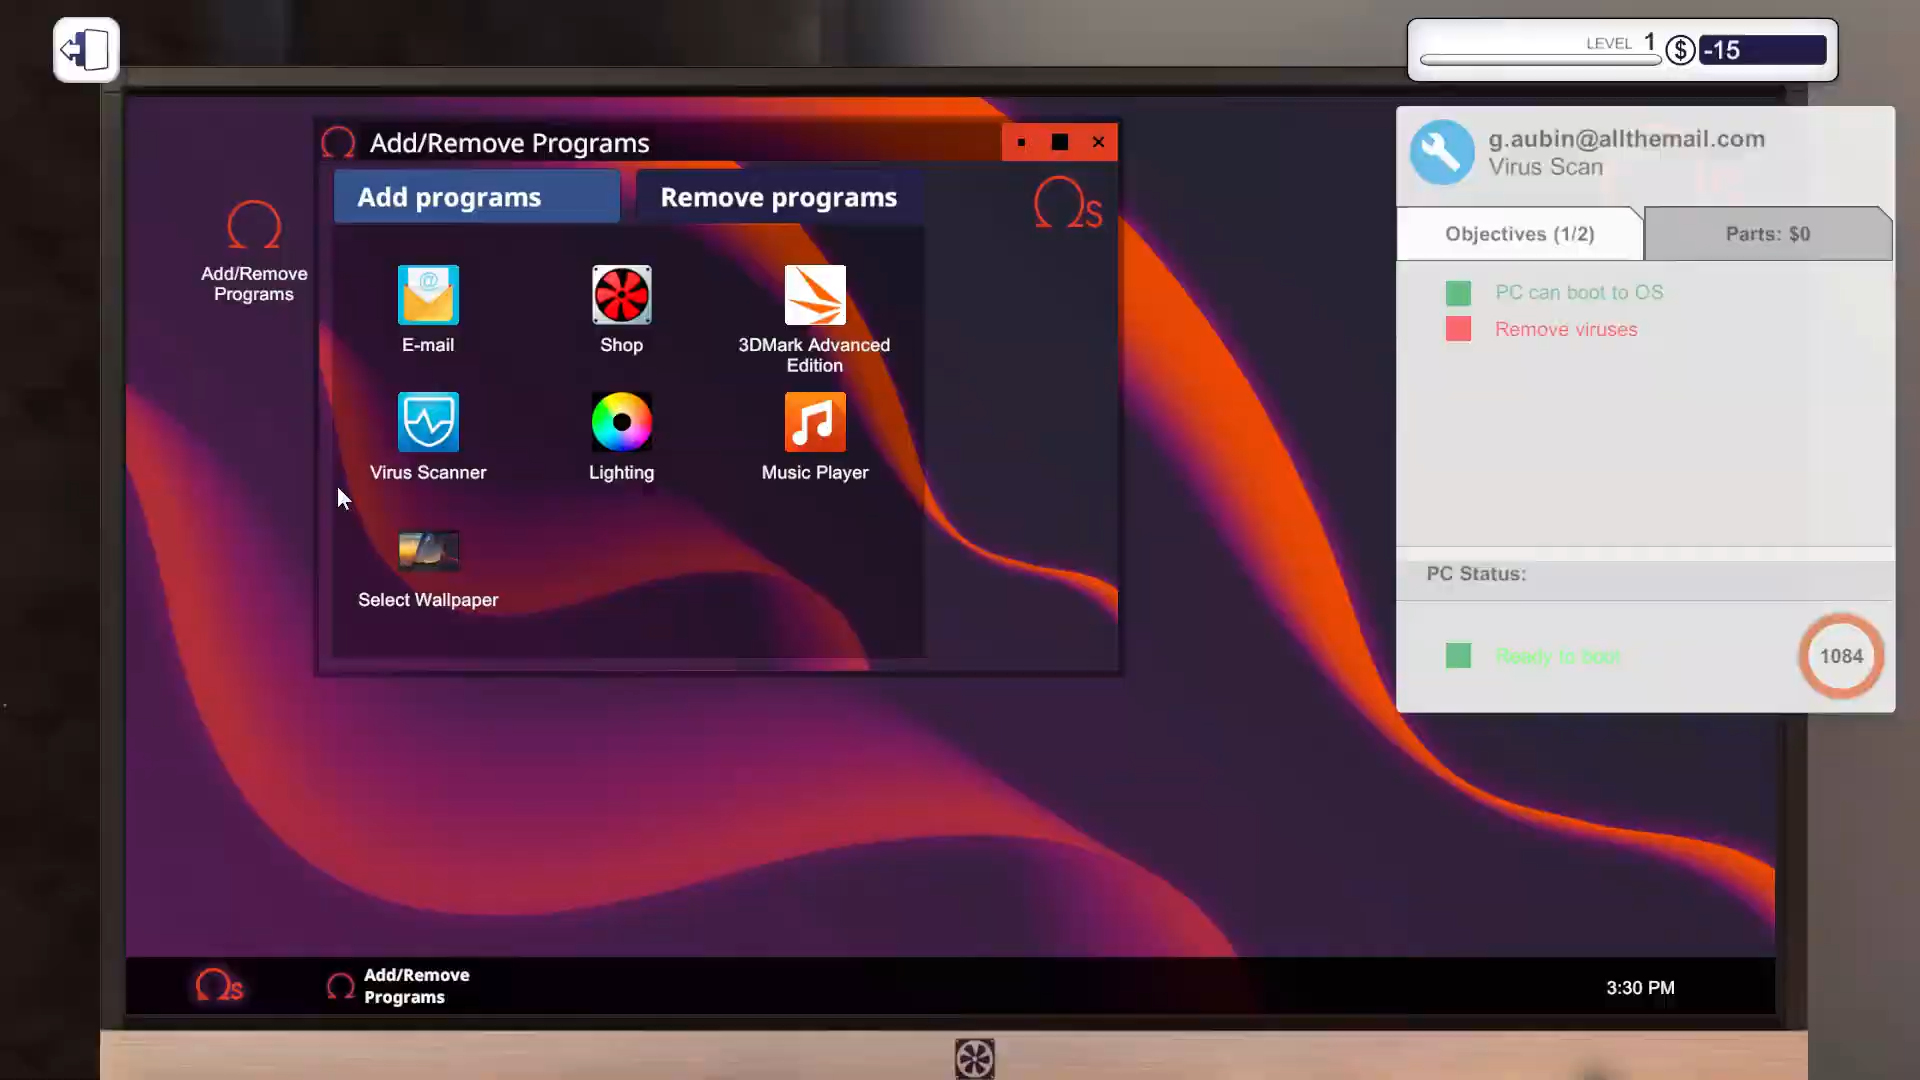 LEVEL 1
$ -15
Add/Remove Programs
g.aubin@allthemail.com
Virus Scan
Add programs
Remove programs
Ωs
Objectives (1/2)
Parts: $0
Add/Remove
Programs
PC can boot to OS
Remove viruses
E-mail
Shop
3DMark Advanced
Edition
Virus Scanner
Lighting
Music Player
Select Wallpaper
PC Status:
Ready to boot
1084
Ωs
Add/Remove
Programs
3:30 PM